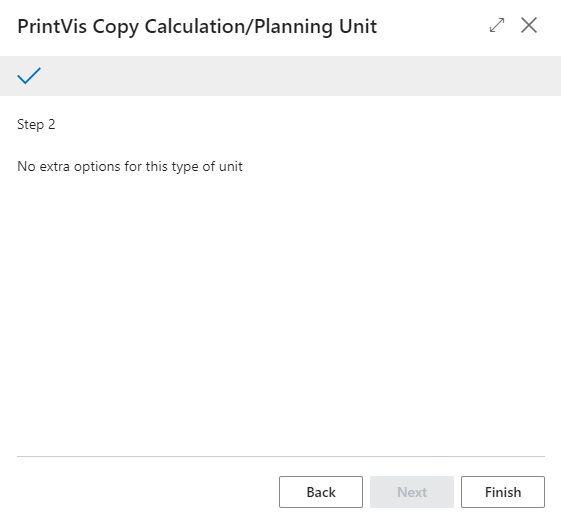 PrintVis Copy Calculation/Planning Unit
Step 2
No extra options for this type of unit
Back
Next
Finish